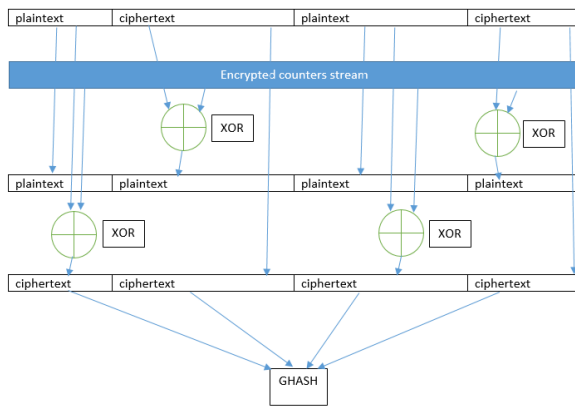 plaintext ciphertext plaintext ciphertext
Encrypted counters stream
XOR XOR
plaintext plaintext plaintext plaintext
XOR XOR
ciphertext ciphertext ciphertext ciphertext
GHASH